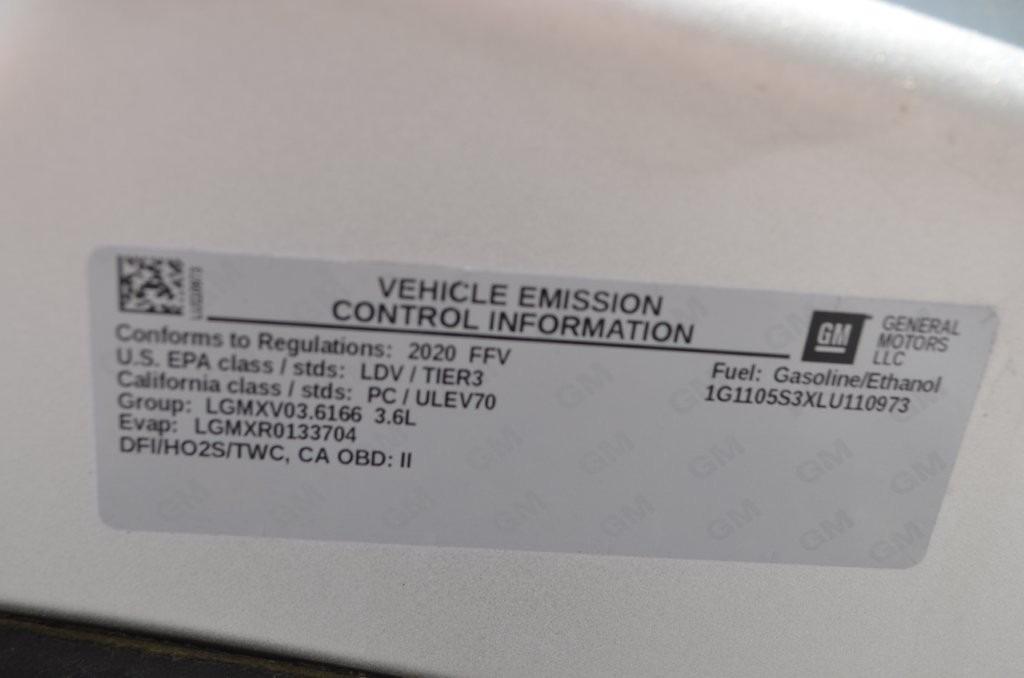 VEHICLE EMISSION
CONTROL INFORMATION
GM
GENERAL
MOTORS
LLC
Conforms to Regulations: 2020 FFV
U.S. EPA class / stds: LDV / TIER3
California class / stds: PC / ULEV70
Group: LGMXV03.6166 3.6L
Evap: LGMXR0133704
DFI/HO2S/TWC, CA OBD: II
Fuel: Gasoline/Ethanol
1G1105S3XLU110973